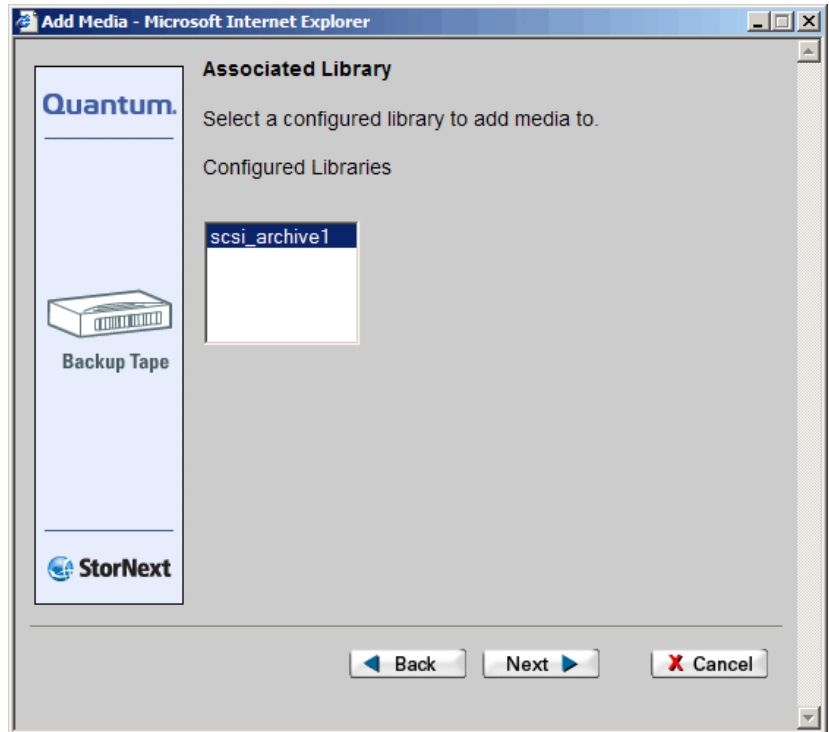 Add Media - Microsoft Internet Explorer
Quantum.
Backup Tape
StorNext
Associated Library
Select a configured library to add media to.
Configured Libraries
scsi_archive1
Back
Next
X Cancel